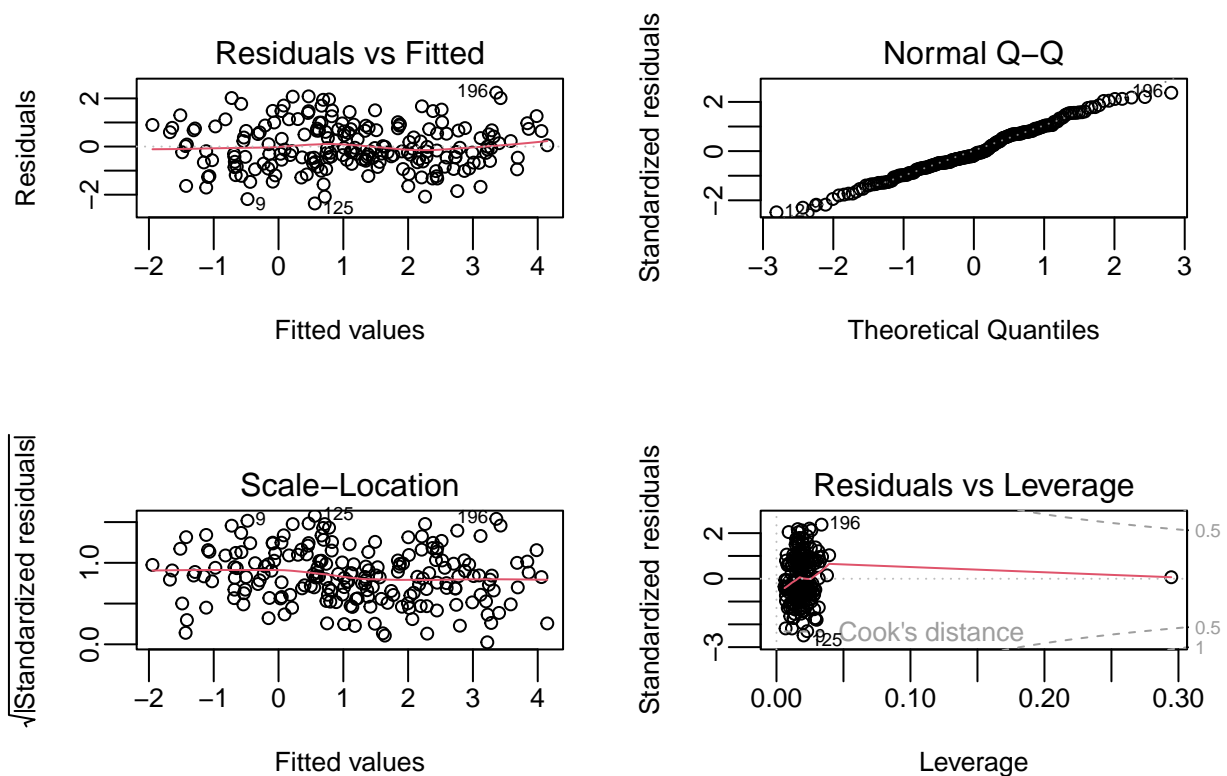 Residuals vs Fitted
Residuals
2
0
−2
196
9
125
−2 −1 0 1 2 3 4
Fitted values
Normal Q−Q
Standardized residuals
2
0
−2
196
−3 −2 −1 0 1 2 3
Theoretical Quantiles
Scale−Location
√|Standardized residuals|
1.0
0.0
9
125
196
−2 −1 0 1 2 3 4
Fitted values
Residuals vs Leverage
Standardized residuals
2
0
−3
196
125
Cook's distance
0.5
0.5
1
0.00 0.10 0.20 0.30
Leverage